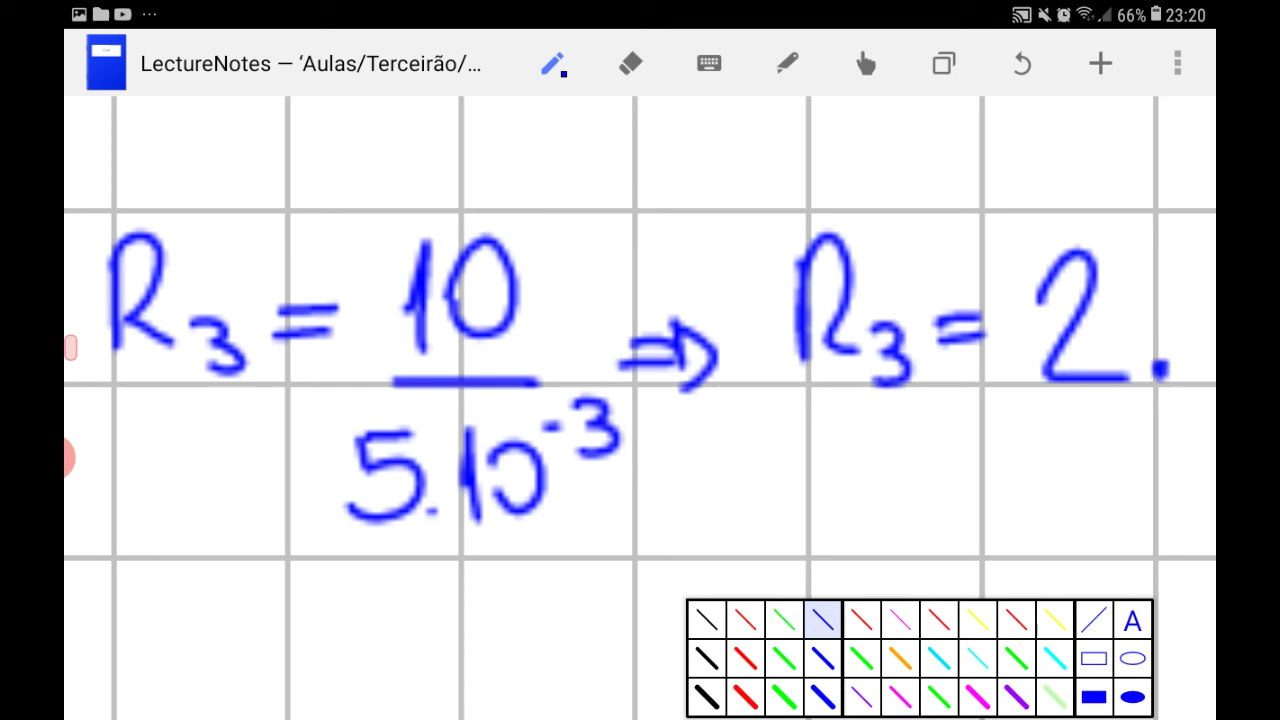 66% 23:20
LectureNotes — ‘Aulas/Terceirão/...
R₃ = 10 / 5.10⁻³ ⇒ R₃ = 2.
A